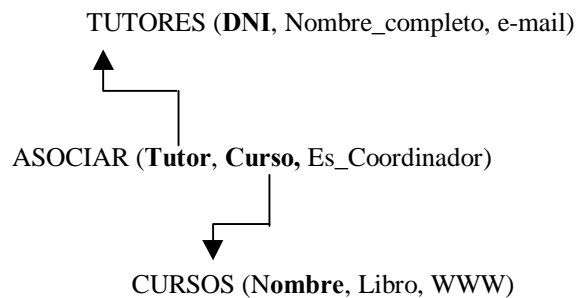 TUTORES (DNI, Nombre_completo, e-mail)
ASOCIAR (Tutor, Curso, Es_Coordinador)
CURSOS (Nombre, Libro, WWW)